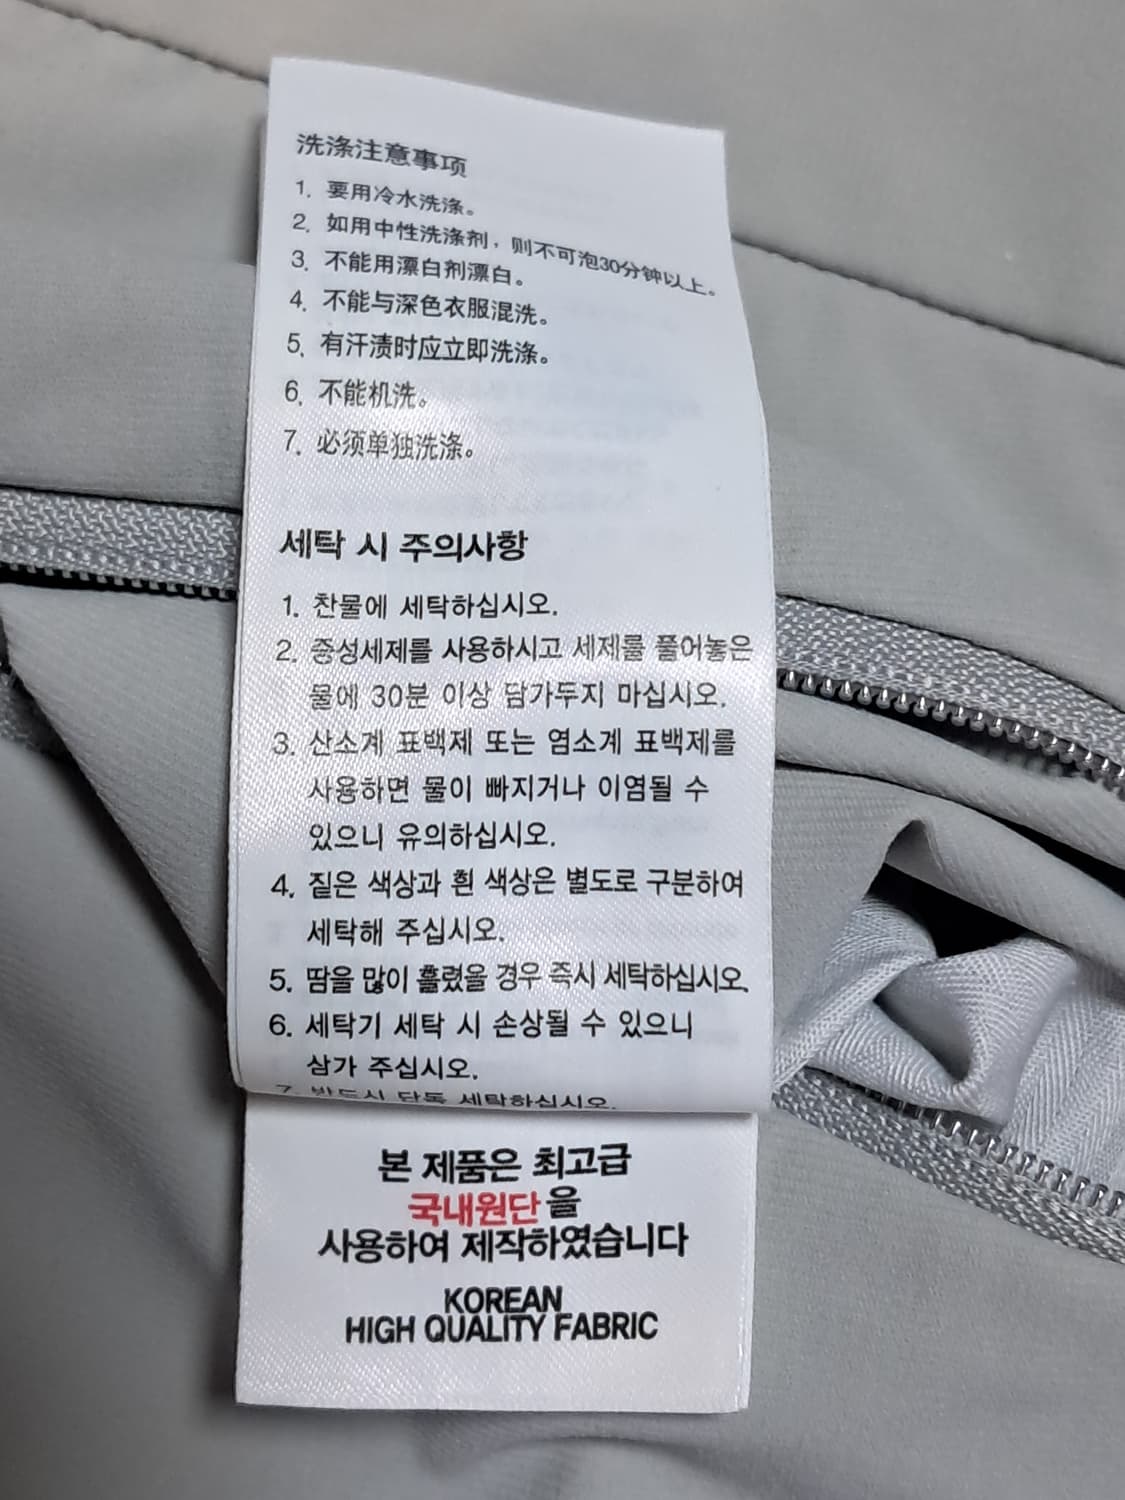 洗涤注意事项
1. 要用冷水洗涤。
2. 如用中性洗涤剂，则不可泡30分钟以上。
3. 不能用漂白剂漂白。
4. 不能与深色衣服混洗。
5. 有汗渍时应立即洗涤。
6. 不能机洗。
7. 必须单独洗涤。
세탁 시 주의사항
1. 찬물에 세탁하십시오.
2. 중성세제를 사용하시고 세제를 풀어놓은
물에 30분 이상 담가두지 마십시오.
3. 산소계 표백제 또는 염소계 표백제를
사용하면 물이 빠지거나 이염될 수
있으니 유의하십시오.
4. 짙은 색상과 흰 색상은 별도로 구분하여
세탁해 주십시오.
5. 땀을 많이 흘렸을 경우 즉시 세탁하십시오.
6. 세탁기 세탁 시 손상될 수 있으니
삼가 주십시오.
7. 반드시 단독 세탁하십시오.
본 제품은 최고급
국내원단을
사용하여 제작하였습니다
KOREAN
HIGH QUALITY FABRIC